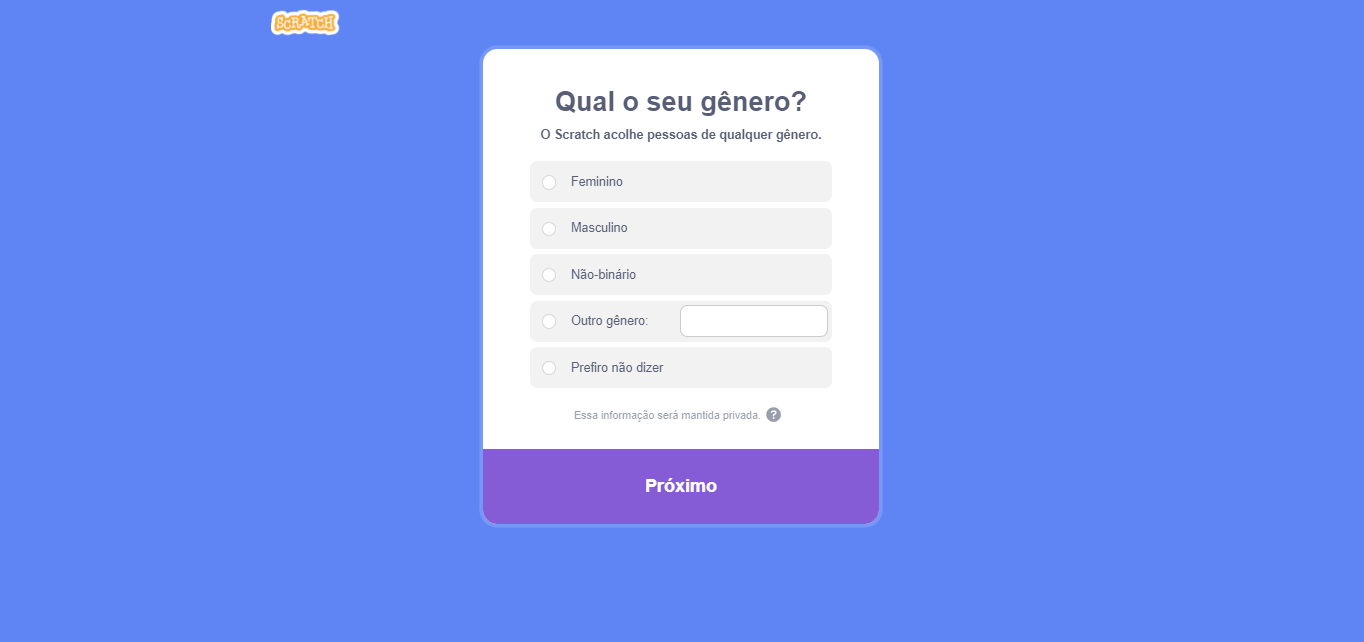 SCRATCH
Qual o seu gênero?
O Scratch acolhe pessoas de qualquer gênero.
Feminino
Masculino
Não-binário
Outro gênero:
Prefiro não dizer
Essa informação será mantida privada. ?
Próximo